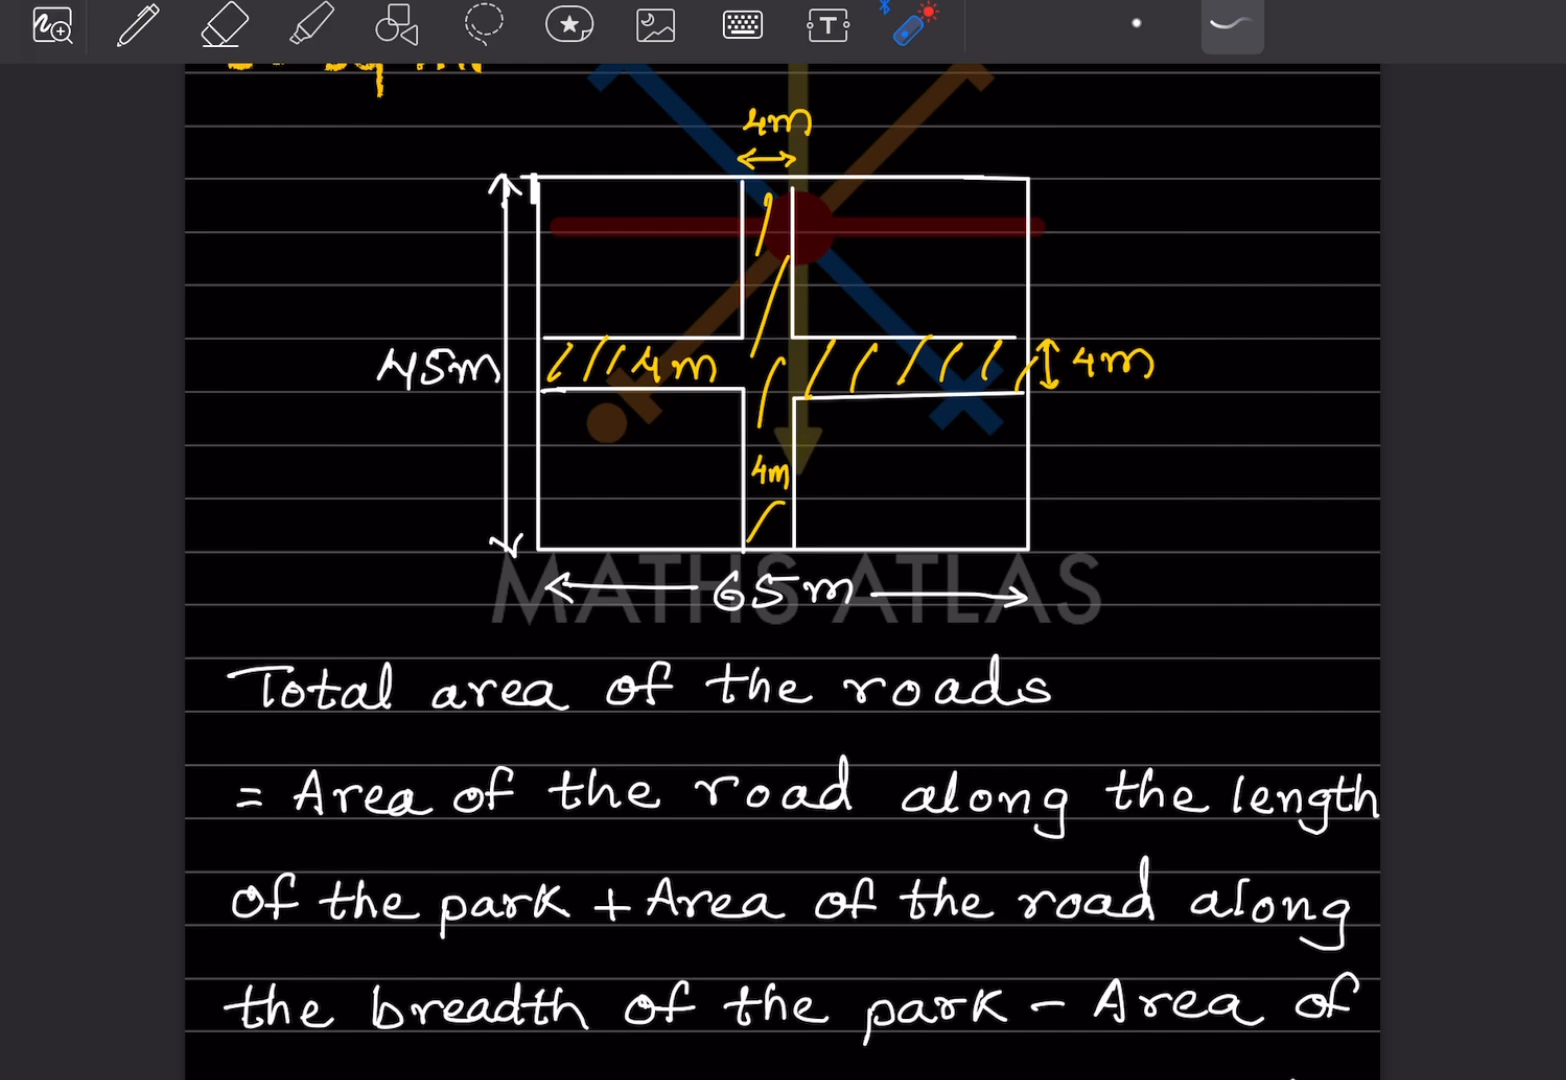 4m
45m
4m
4m
4m
65m
MATHS ATLAS
Total area of the roads
= Area of the road along the length
of the park + Area of the road along
the breadth of the park - Area of